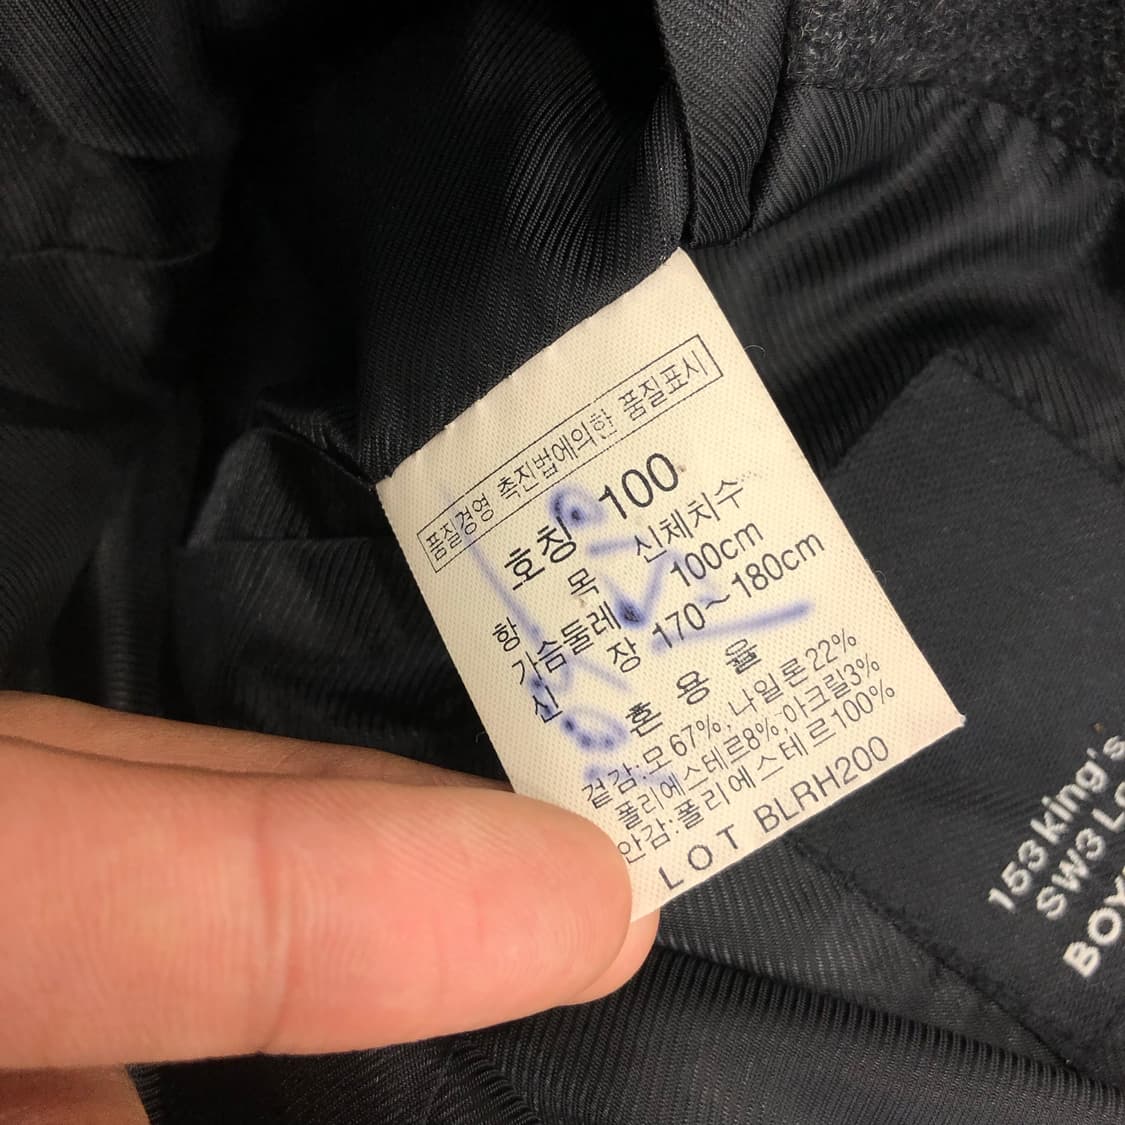 품질경영 촉진법에의한 품질표시
호칭 100
항 목 신체치수
가슴둘레 100cm
신 장 170~180cm
혼 용 율
겉감:모67%, 나일론22%
폴리에스테르8%,아크릴3%
안감:폴리에스테르100%
LOT BLRH200
153 king's
SW3